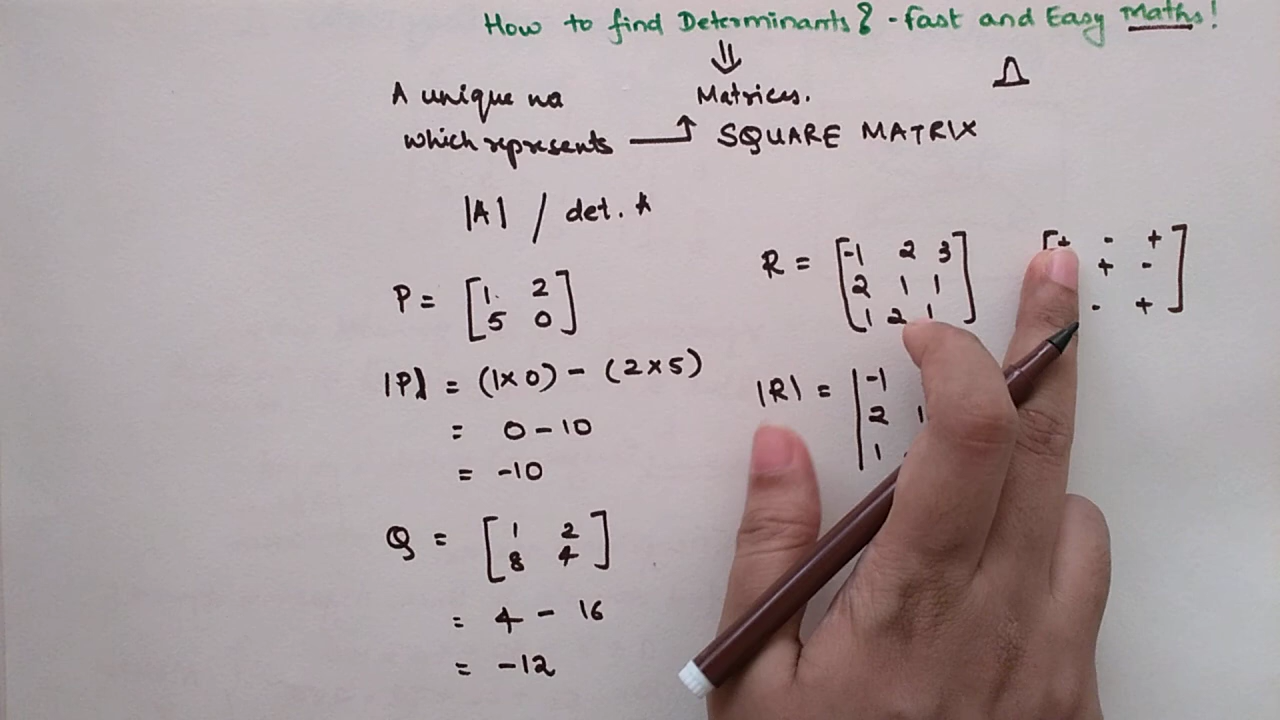 How to find Determinants? - Fast and Easy Maths!
⇓
A unique no
which represents
Matrices.
SQUARE MATRIX
Δ
|A| / det. A
P = [1 2
5 0]
|P| = (1×0) - (2×5)
= 0 - 10
= -10
Q = [1 2
8 4]
= 4 - 16
= -12
R = [-1 2 3
2 1 1
1 2 1]
[+ - +
+ -
- +]
|R| = |-1
2 1
1